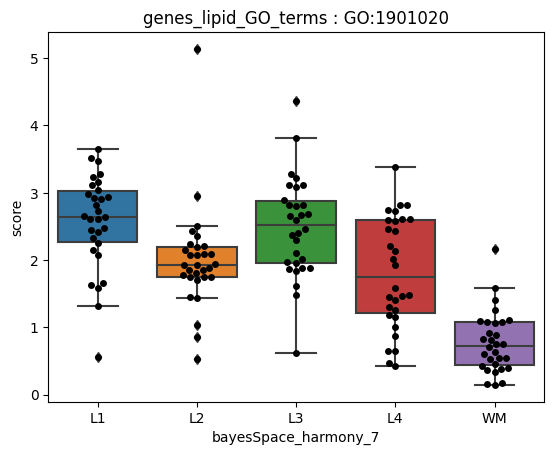 genes_lipid_GO_terms : GO:1901020
score
5
4
3
2
1
0
L1 L2 L3 L4 WM
bayesSpace_harmony_7